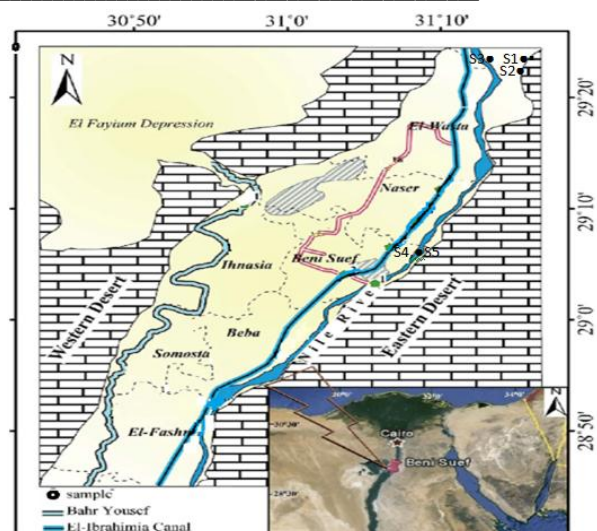 30°50' 31°0' 31°10'
N
S3 S1
S2
29°20'
El Fayium Depression
El-Wasta
Naser
29°10'
S4 S5
Beni Suef
Ihnasia
Western Desert
Nile River
Eastern Desert
29°0'
Beba
Somosta
N
Cairo
El-Fashn
28°50'
Beni Suef
sample
Bahr Yousef
El-Ibrahimia Canal